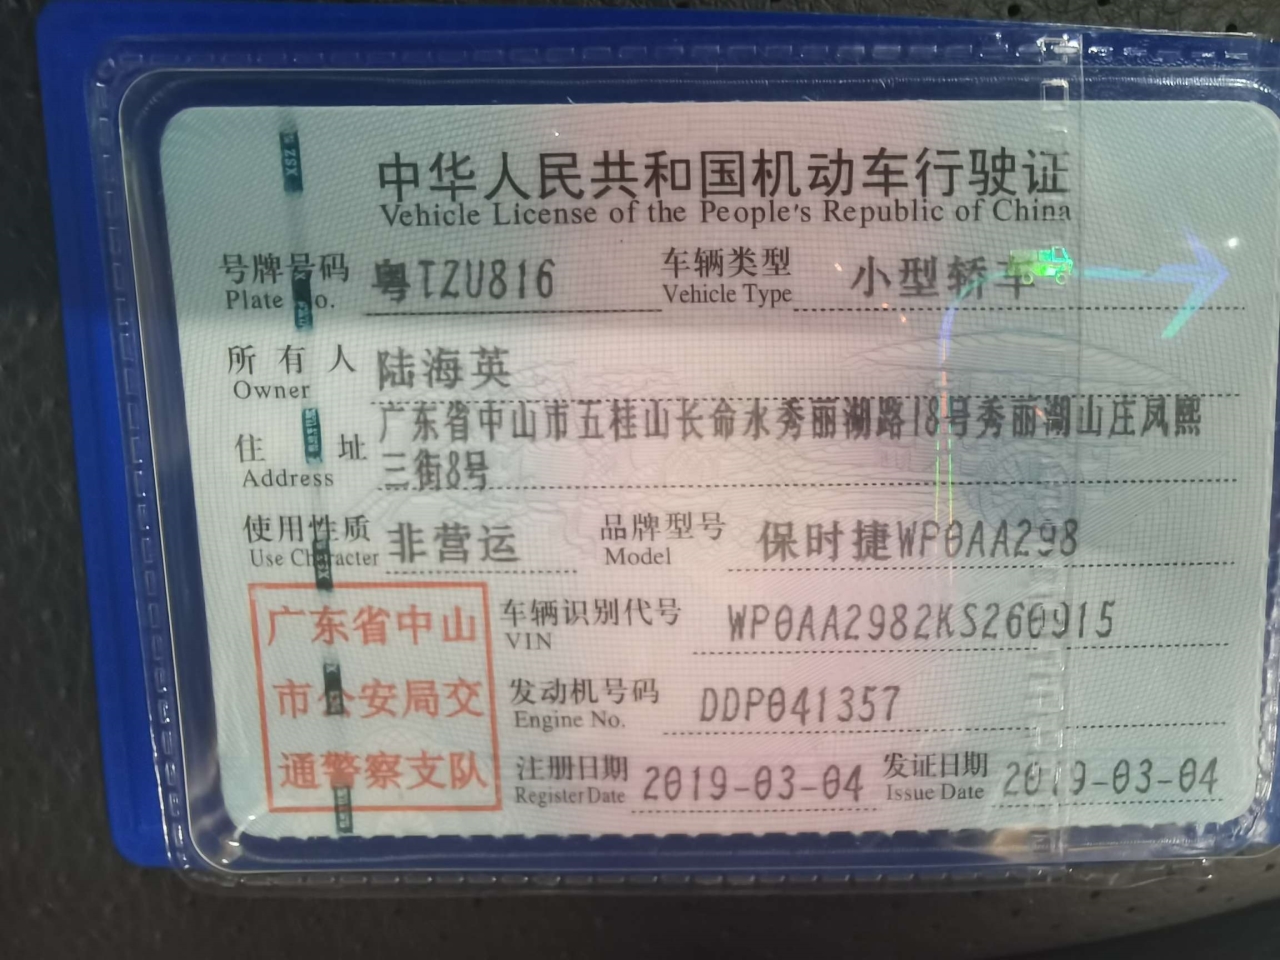 中华人民共和国机动车行驶证
Vehicle License of the People's Republic of China
号牌号码 粤TZU816 车辆类型 小型轿车
Plate No. Vehicle Type
所有人 陆海英
Owner
住址 广东省中山市五桂山长命水秀丽湖路18号秀丽湖山庄凤熙
三街8号
Address
使用性质 非营运 品牌型号 保时捷WP0AA298
Use Character Model
车辆识别代号 WP0AA2982KS260915
VIN
发动机号码 DDP041357
Engine No.
注册日期 2019-03-04 发证日期 2019-03-04
Register Date Issue Date
广东省中山
市公安局交
通警察支队